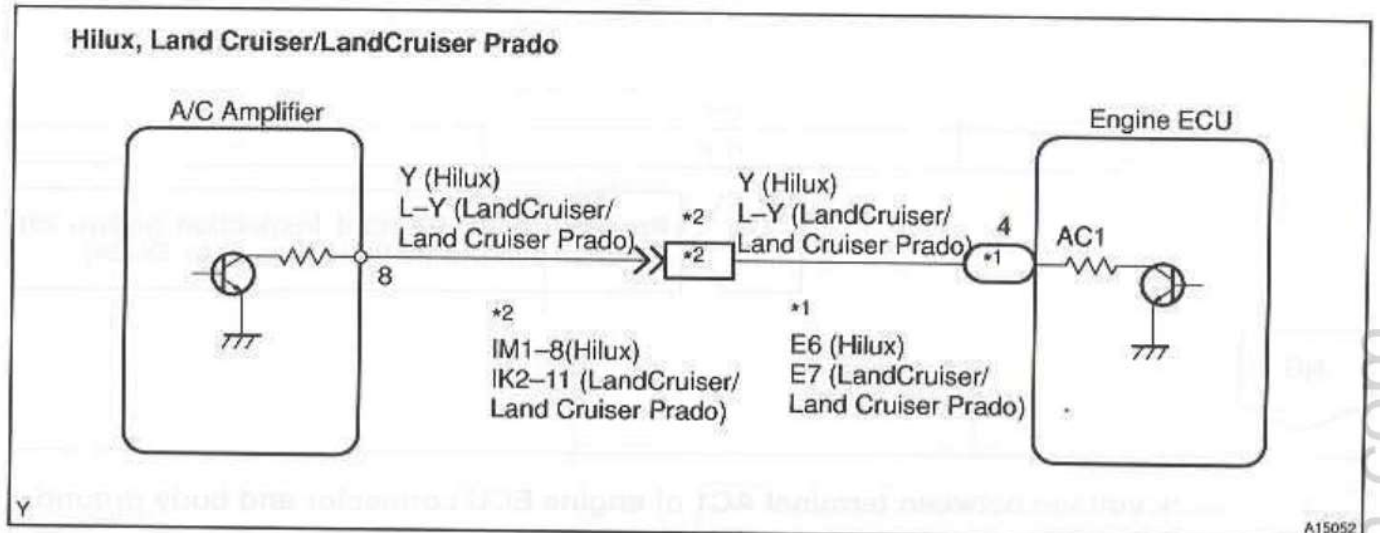 Hilux, Land Cruiser/LandCruiser Prado
A/C Amplifier
Engine ECU
Y (Hilux)
L–Y (LandCruiser/
Land Cruiser Prado)
8
*2
*2
Y (Hilux)
L–Y (LandCruiser/
Land Cruiser Prado)
4
*1
AC1
*2
IM1–8(Hilux)
IK2–11 (LandCruiser/
Land Cruiser Prado)
*1
E6 (Hilux)
E7 (LandCruiser/
Land Cruiser Prado)
Y
A15052